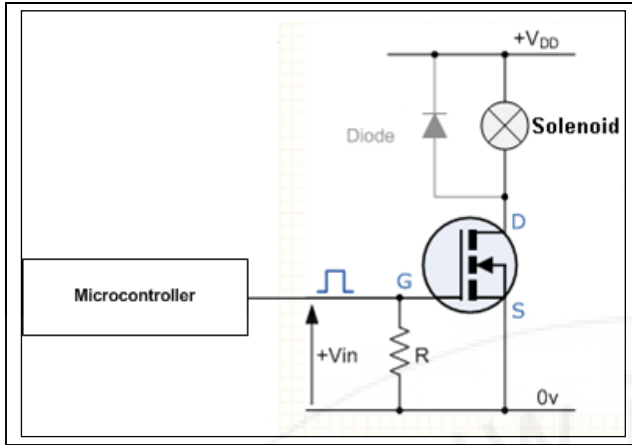 +VDD
Diode
Solenoid
D
Microcontroller
G
S
+Vin
R
0v